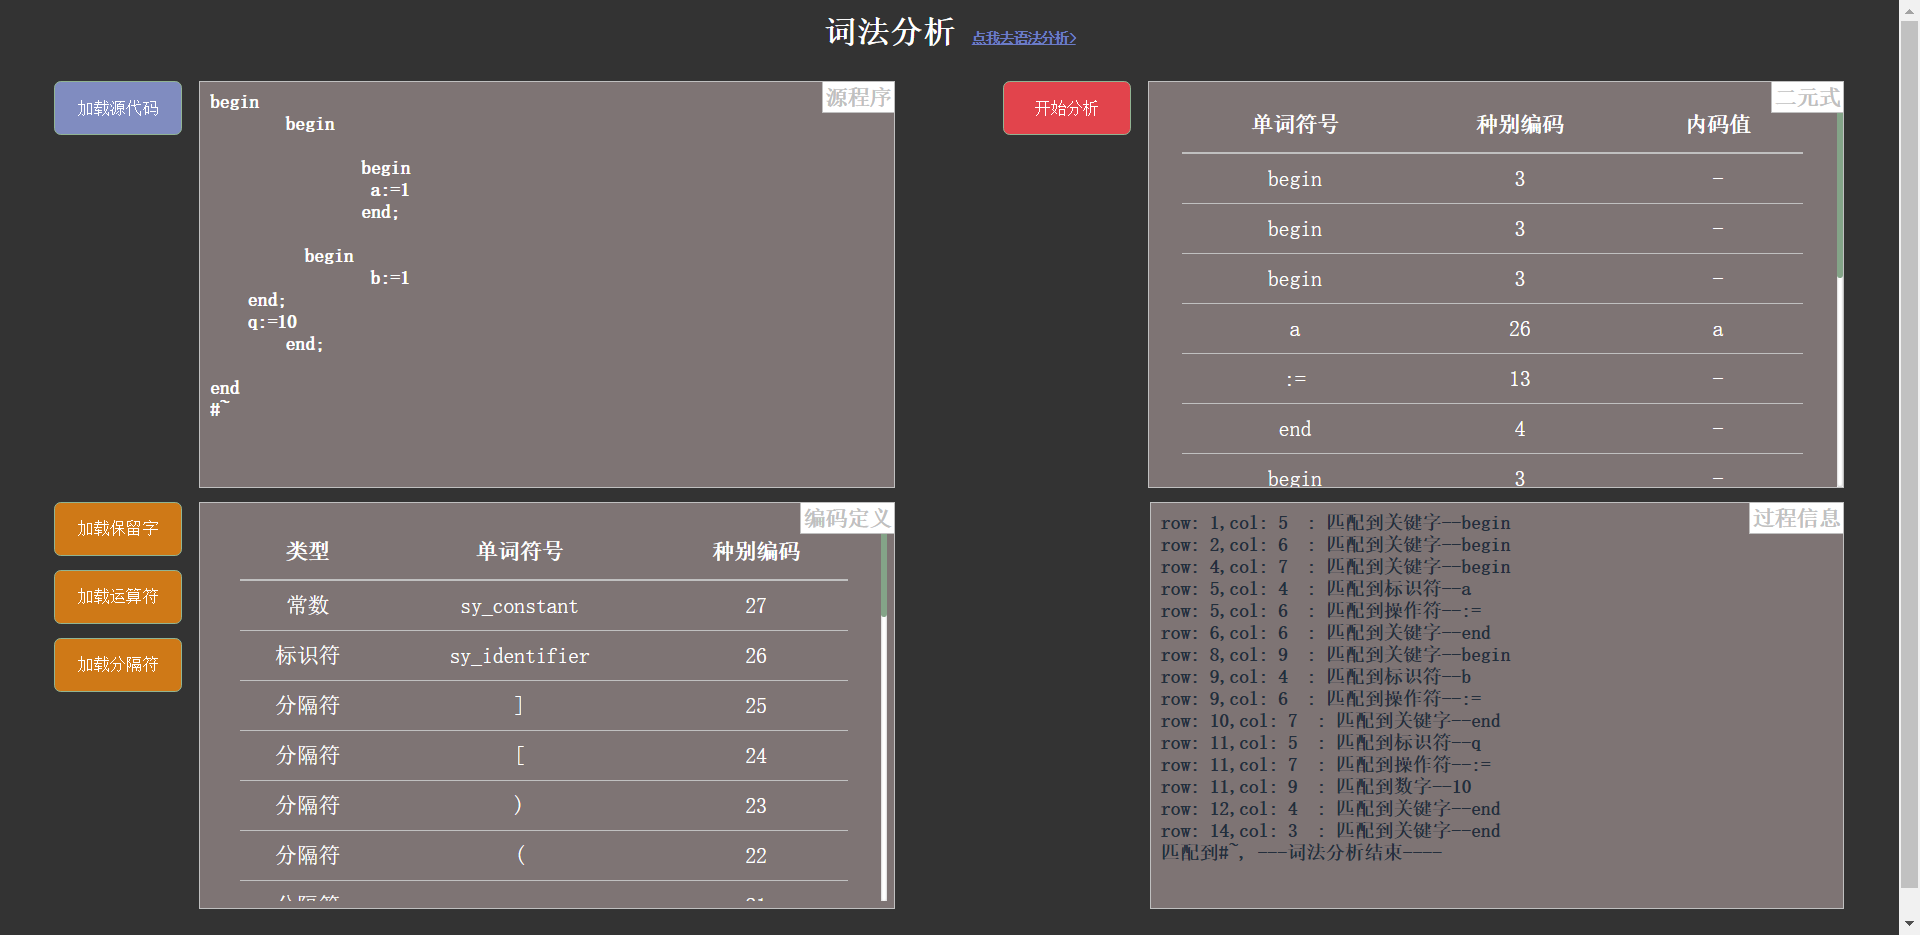 词法分析 点我去语法分析>
加载源代码
源程序
begin
begin
begin
a:=1
end;
begin
b:=1
end;
q:=10
end;
end
#~
开始分析
二元式
单词符号 种别编码 内码值
begin 3 -
begin 3 -
begin 3 -
a 26 a
:= 13 -
end 4 -
begin 3 -
加载保留字
加载运算符
加载分隔符
编码定义
类型 单词符号 种别编码
常数 sy_constant 27
标识符 sy_identifier 26
分隔符 ] 25
分隔符 [ 24
分隔符 ) 23
分隔符 ( 22
过程信息
row: 1,col: 5 : 匹配到关键字--begin
row: 2,col: 6 : 匹配到关键字--begin
row: 4,col: 7 : 匹配到关键字--begin
row: 5,col: 4 : 匹配到标识符--a
row: 5,col: 6 : 匹配到操作符--:=
row: 6,col: 6 : 匹配到关键字--end
row: 8,col: 9 : 匹配到关键字--begin
row: 9,col: 4 : 匹配到标识符--b
row: 9,col: 6 : 匹配到操作符--:=
row: 10,col: 7 : 匹配到关键字--end
row: 11,col: 5 : 匹配到标识符--q
row: 11,col: 7 : 匹配到操作符--:=
row: 11,col: 9 : 匹配到数字--10
row: 12,col: 4 : 匹配到关键字--end
row: 14,col: 3 : 匹配到关键字--end
匹配到#~, ---词法分析结束----